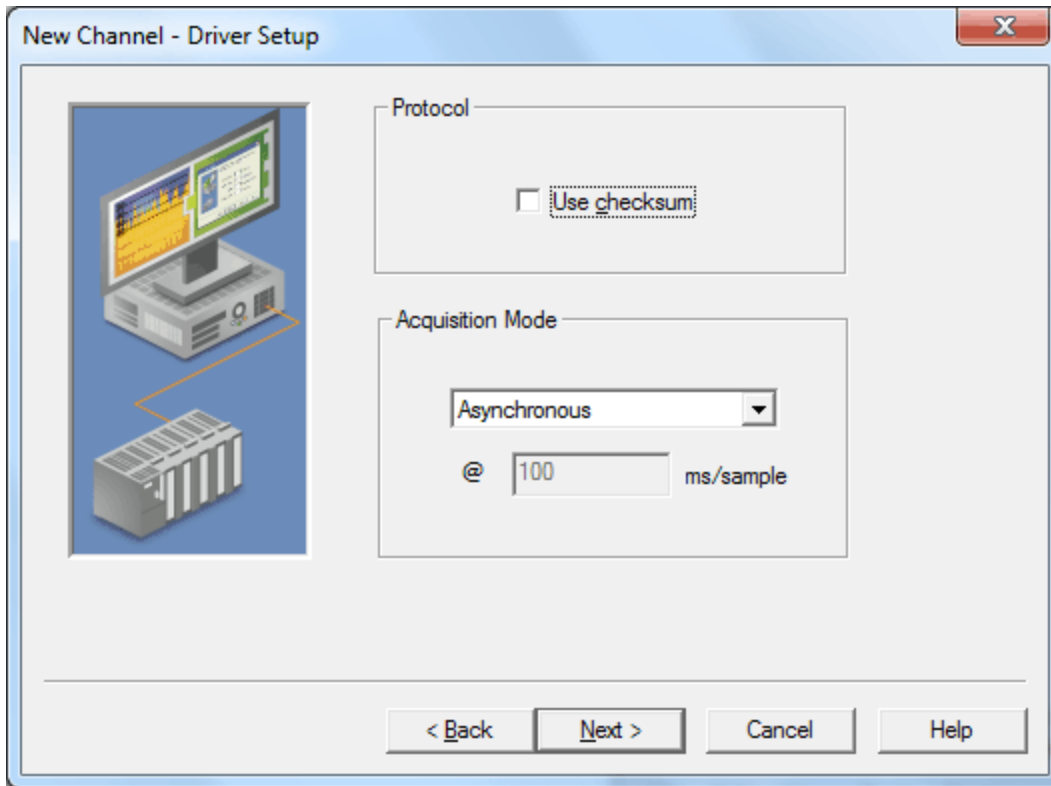 New Channel - Driver Setup
Protocol
Use checksum
Acquisition Mode
Asynchronous
@ 100 ms/sample
< Back Next > Cancel Help